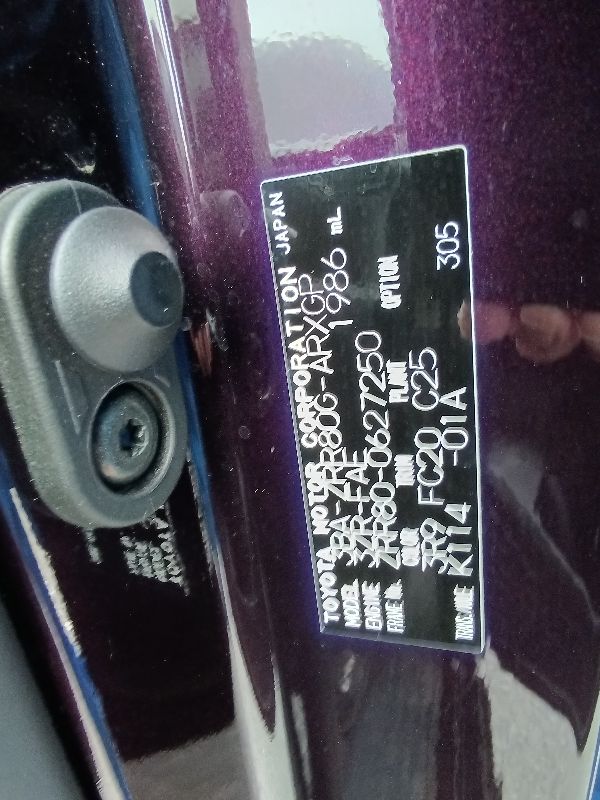 TOYOTA MOTOR CORPORATION JAPAN
MODEL DBA-ZRR80G-ARXGP
ENGINE 3ZR-FAE 1986 mL
FRAME No. ZRR80-0627250
COLOR TRIM PLANT OPTION
3R9 FC20 C25 305
TRANS./AXLE K114 -01A